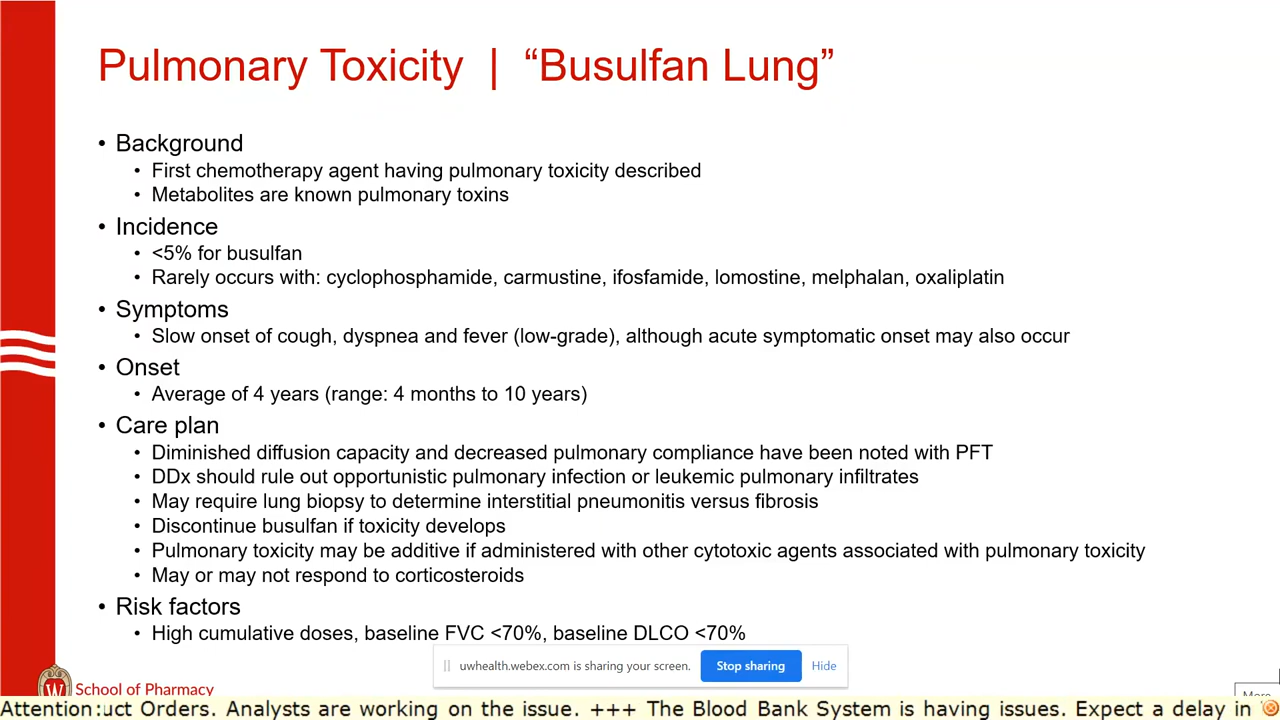 Pulmonary Toxicity | “Busulfan Lung”
• Background
• First chemotherapy agent having pulmonary toxicity described
• Metabolites are known pulmonary toxins
• Incidence
• <5% for busulfan
• Rarely occurs with: cyclophosphamide, carmustine, ifosfamide, lomostine, melphalan, oxaliplatin
• Symptoms
• Slow onset of cough, dyspnea and fever (low-grade), although acute symptomatic onset may also occur
• Onset
• Average of 4 years (range: 4 months to 10 years)
• Care plan
• Diminished diffusion capacity and decreased pulmonary compliance have been noted with PFT
• DDx should rule out opportunistic pulmonary infection or leukemic pulmonary infiltrates
• May require lung biopsy to determine interstitial pneumonitis versus fibrosis
• Discontinue busulfan if toxicity develops
• Pulmonary toxicity may be additive if administered with other cytotoxic agents associated with pulmonary toxicity
• May or may not respond to corticosteroids
• Risk factors
• High cumulative doses, baseline FVC <70%, baseline DLCO <70%
uwhealth.webex.com is sharing your screen. Stop sharing Hide
W School of Pharmacy
More
Attention:uct Orders. Analysts are working on the issue. +++ The Blood Bank System is having issues. Expect a delay in